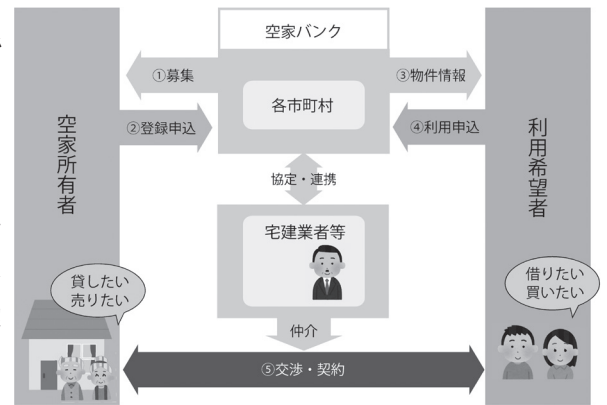 空家バンク
①募集
③物件情報
各市町村
②登録申込
④利用申込
空家所有者
利用希望者
協定・連携
宅建業者等
貸したい
売りたい
借りたい
買いたい
仲介
⑤交渉・契約